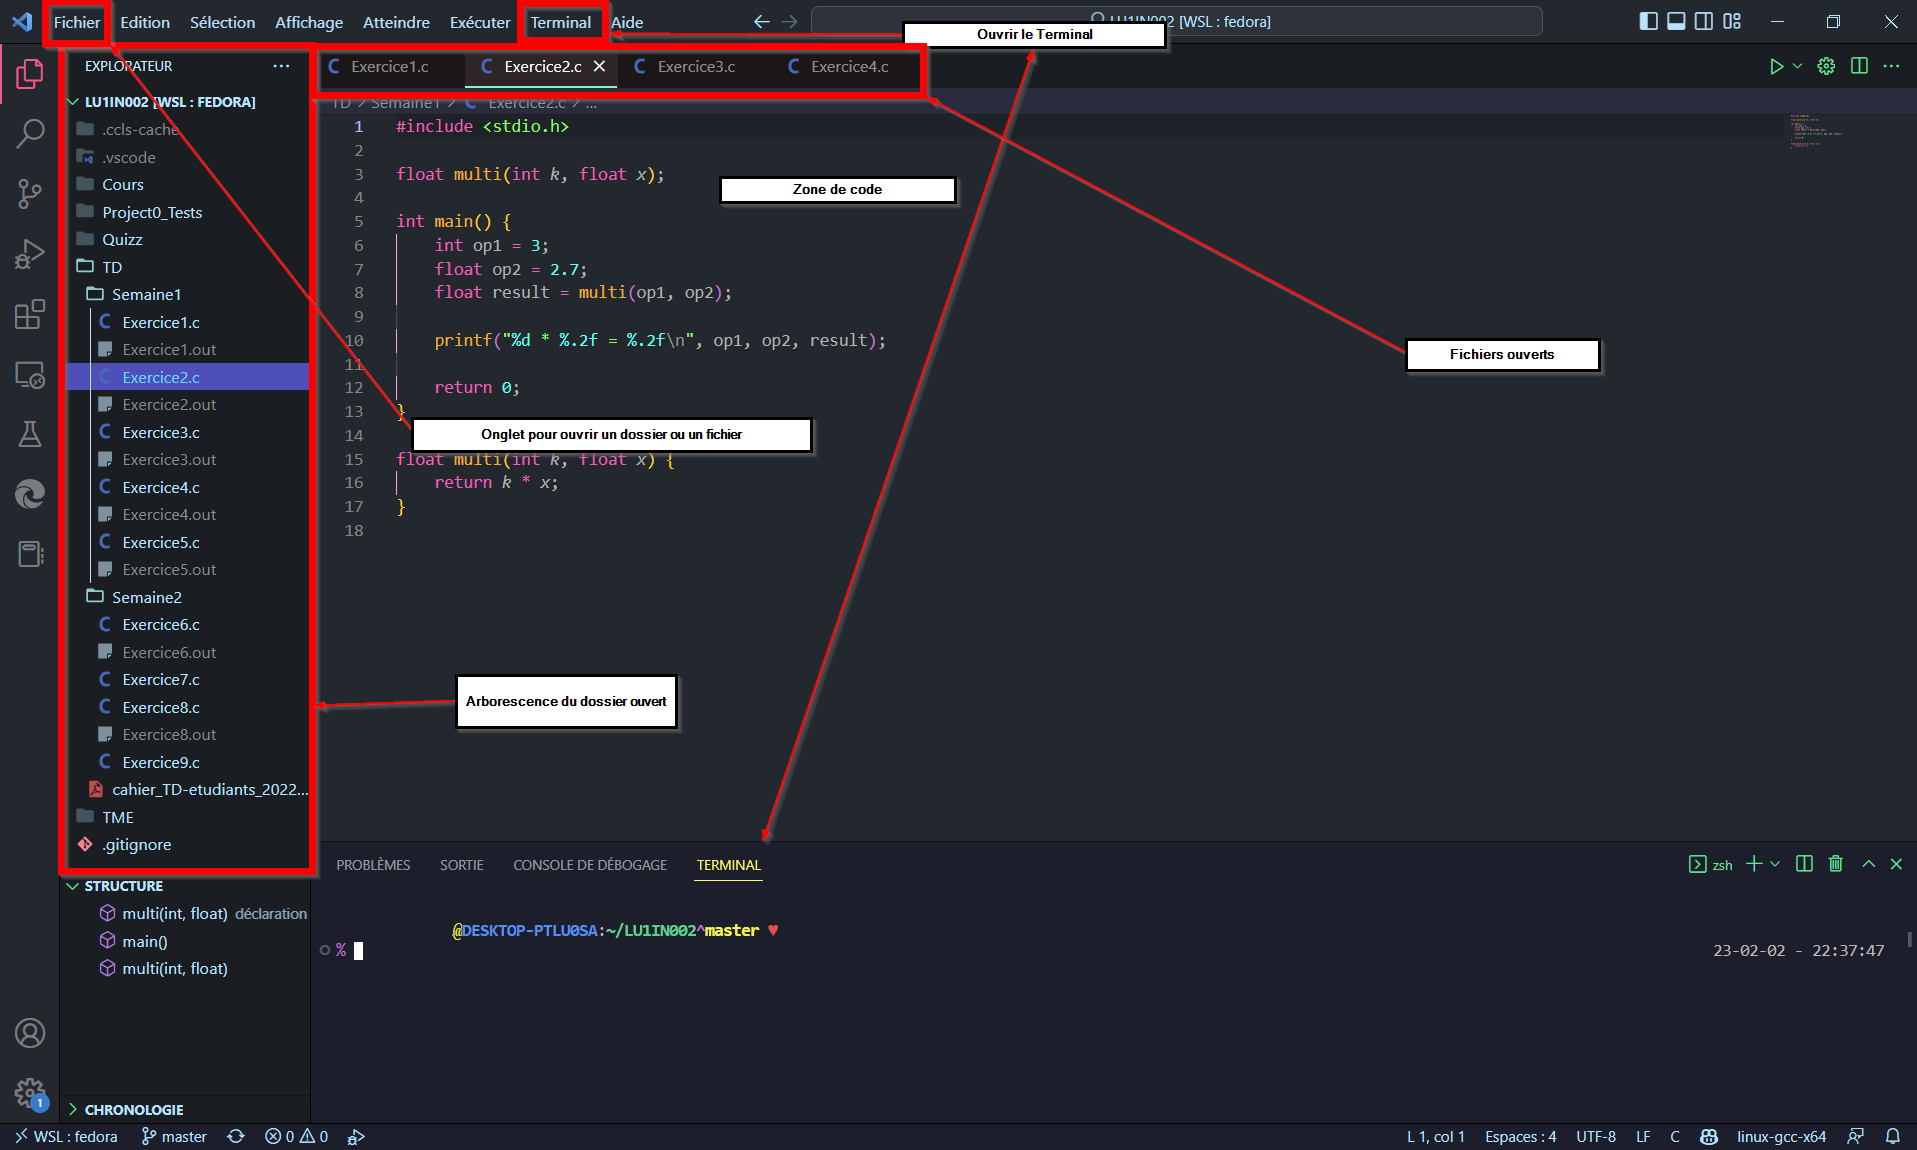 Fichier Edition Sélection Affichage Atteindre Exécuter Terminal Aide
LU1IN002 [WSL : fedora]
Ouvrir le Terminal
EXPLORATEUR
Exercice1.c Exercice2.c Exercice3.c Exercice4.c
LU1IN002 [WSL : FEDORA]
TD > Semaine1 > Exercice2.c > ...
.ccls-cache
.vscode
Cours
Project0_Tests
Quizz
TD
Semaine1
Exercice1.c
Exercice1.out
Exercice2.c
Exercice2.out
Exercice3.c
Exercice3.out
Exercice4.c
Exercice4.out
Exercice5.c
Exercice5.out
Semaine2
Exercice6.c
Exercice6.out
Exercice7.c
Exercice8.c
Exercice8.out
Exercice9.c
cahier_TD-etudiants_2022...
TME
.gitignore
STRUCTURE
multi(int, float) déclaration
main()
multi(int, float)
CHRONOLOGIE
1 #include <stdio.h>
2
3 float multi(int k, float x);
4
5 int main() {
6 int op1 = 3;
7 float op2 = 2.7;
8 float result = multi(op1, op2);
9
10 printf("%d * %.2f = %.2f\n", op1, op2, result);
11
12 return 0;
13 }
14
15 float multi(int k, float x) {
16 return k * x;
17 }
18
Zone de code
Fichiers ouverts
Onglet pour ouvrir un dossier ou un fichier
Arborescence du dossier ouvert
PROBLÈMES SORTIE CONSOLE DE DÉBOGAGE TERMINAL
zsh
@DESKTOP-PTLU0SA:~/LU1IN002^master ♥
% 23-02-02 - 22:37:47
1
WSL : fedora master 0 0
L 1, col 1 Espaces : 4 UTF-8 LF C linux-gcc-x64